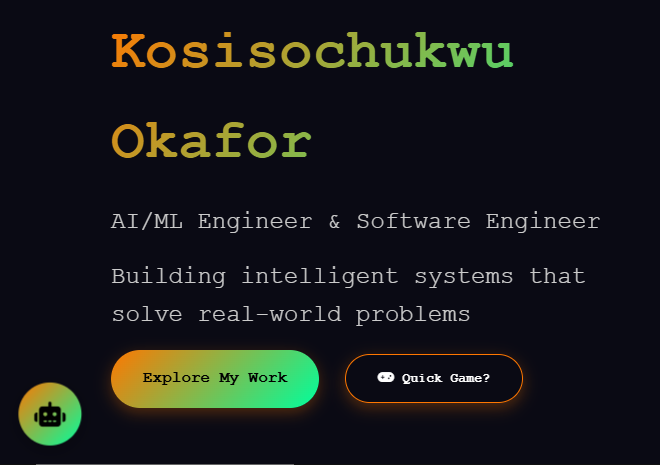 Kosisochukwu
Okafor
AI/ML Engineer & Software Engineer
Building intelligent systems that
solve real-world problems
Explore My Work
🎮 Quick Game?